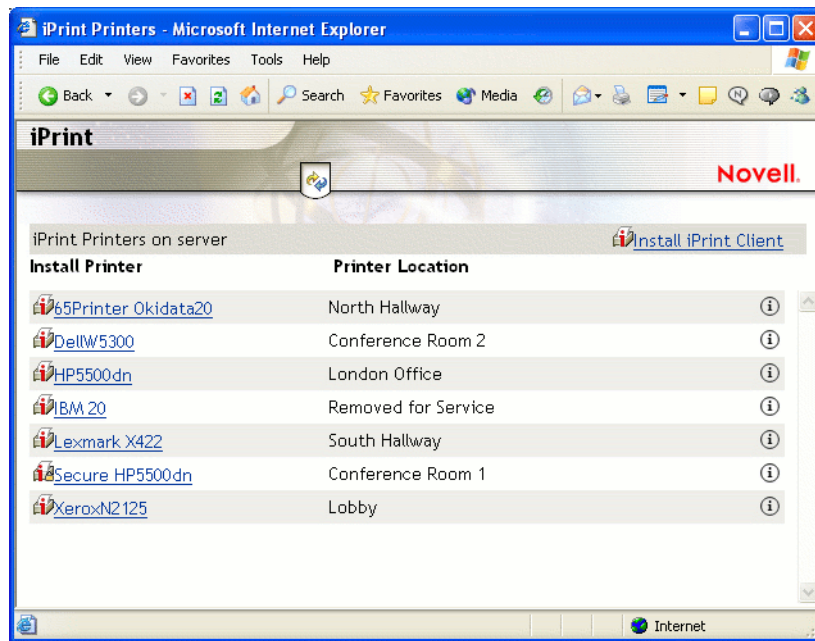 iPrint Printers - Microsoft Internet Explorer
File Edit View Favorites Tools Help
Back Search Favorites Media
iPrint
Novell.
iPrint Printers on server Install iPrint Client
Install Printer Printer Location
65Printer Okidata20 North Hallway
DellW5300 Conference Room 2
HP5500dn London Office
IBM 20 Removed for Service
Lexmark X422 South Hallway
Secure HP5500dn Conference Room 1
XeroxN2125 Lobby
Internet